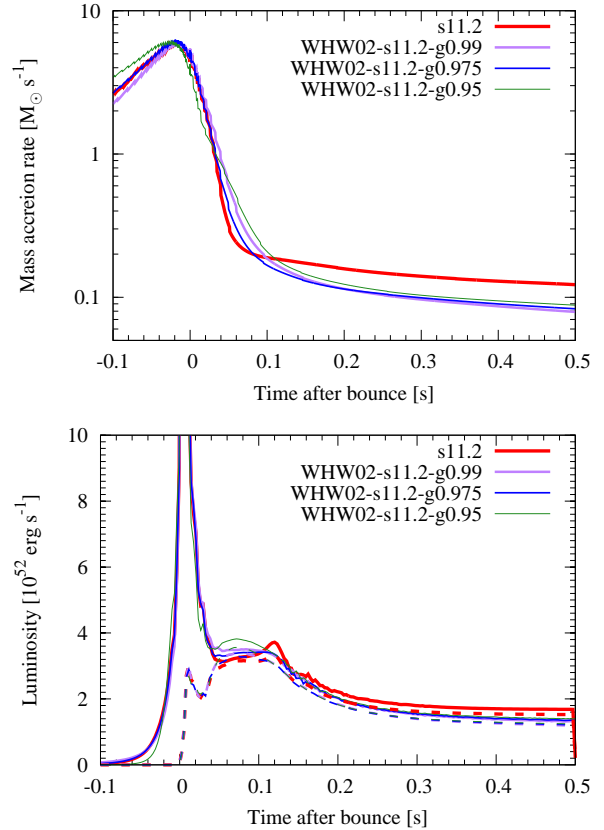 Mass accreion rate [M⊙ s⁻¹]
10
1
0.1
s11.2
WHW02-s11.2-g0.99
WHW02-s11.2-g0.975
WHW02-s11.2-g0.95
-0.1 0 0.1 0.2 0.3 0.4 0.5
Time after bounce [s]
Luminosity [10⁵² erg s⁻¹]
10
8
6
4
2
0
s11.2
WHW02-s11.2-g0.99
WHW02-s11.2-g0.975
WHW02-s11.2-g0.95
-0.1 0 0.1 0.2 0.3 0.4 0.5
Time after bounce [s]